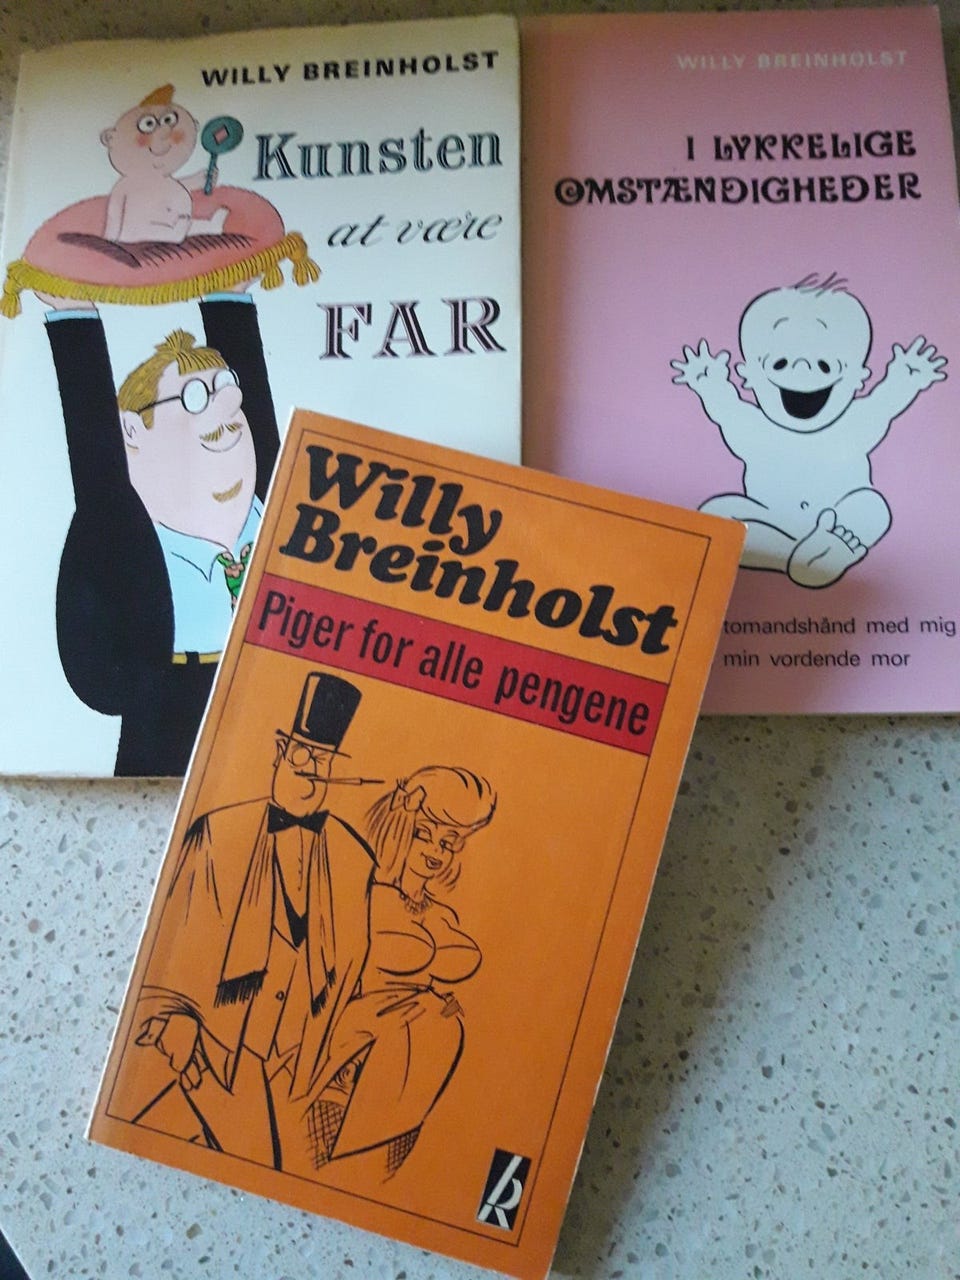 WILLY BREINHOLST
Kunsten
at være
FAR
WILLY BREINHOLST
I LYKKELIGE
OMSTÆNDIGHEDER
tomandshånd med mig
min vordende mor
Willy
Breinholst
Piger for alle pengene